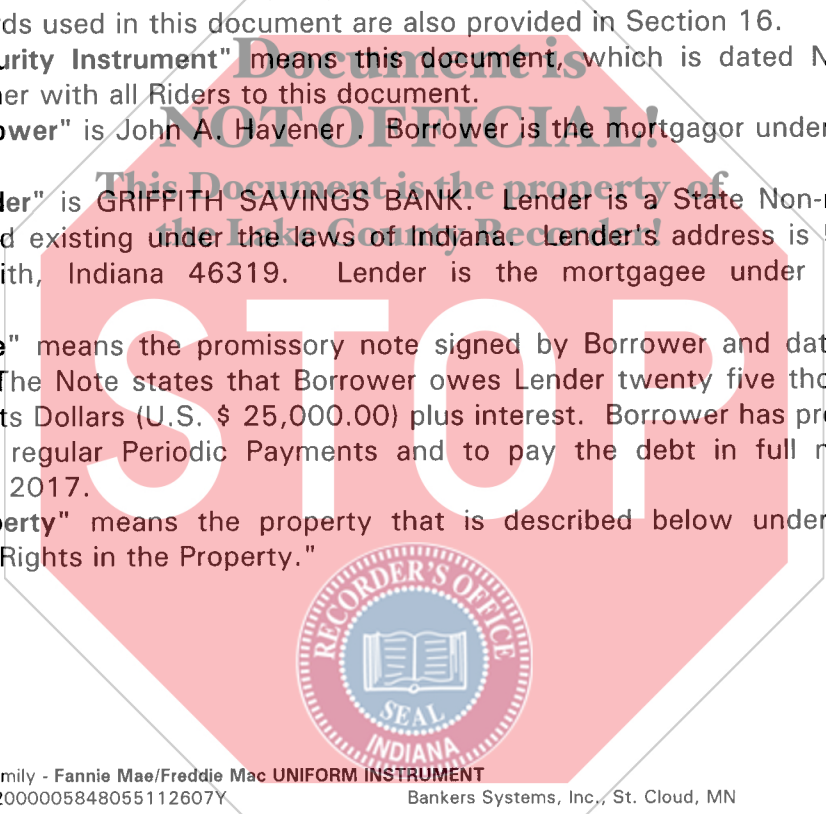 ds used in this document are also provided in Section 16.
urity Instrument" means this document, which is dated N
er with all Riders to this document.
ower" is John A. Havener . Borrower is the mortgagor under
der" is GRIFFITH SAVINGS BANK. Lender is a State Non-
d existing under the laws of Indiana. Lender's address is
ith, Indiana 46319. Lender is the mortgagee under
e" means the promissory note signed by Borrower and dat
The Note states that Borrower owes Lender twenty five tho
ts Dollars (U.S. $ 25,000.00) plus interest. Borrower has pr
regular Periodic Payments and to pay the debt in full
2017.
perty" means the property that is described below under
Rights in the Property."
Document is
NOT OFFICIAL!
This Document is the property of
the Lake County Recorder!
STOP
RECORDER'S OFFICE
SEAL
INDIANA
mily - Fannie Mae/Freddie Mac UNIFORM INSTRUMENT
2000005848055112607Y
Bankers Systems, Inc., St. Cloud, MN